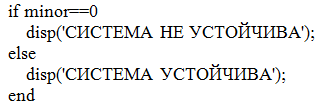 if minor==0
disp('СИСТЕМА НЕ УСТОЙЧИВА');
else
disp('СИСТЕМА УСТОЙЧИВА');
end